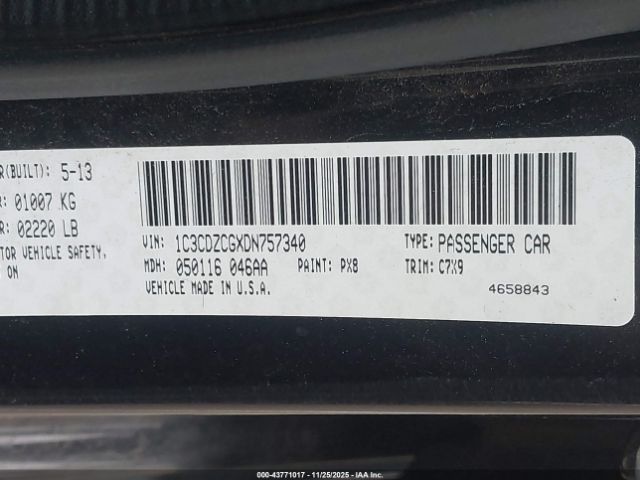 R(BUILT): 5-13
R: 01007 KG
R: 02220 LB
TOR VEHICLE SAFETY,
ON
VIN: 1C3CDZCGXDN757340
TYPE: PASSENGER CAR
MDH: 050116 046AA
PAINT: PX8
TRIM: C7X9
VEHICLE MADE IN U.S.A.
4658843
000-43771017 - 11/25/2025 - IAA Inc.